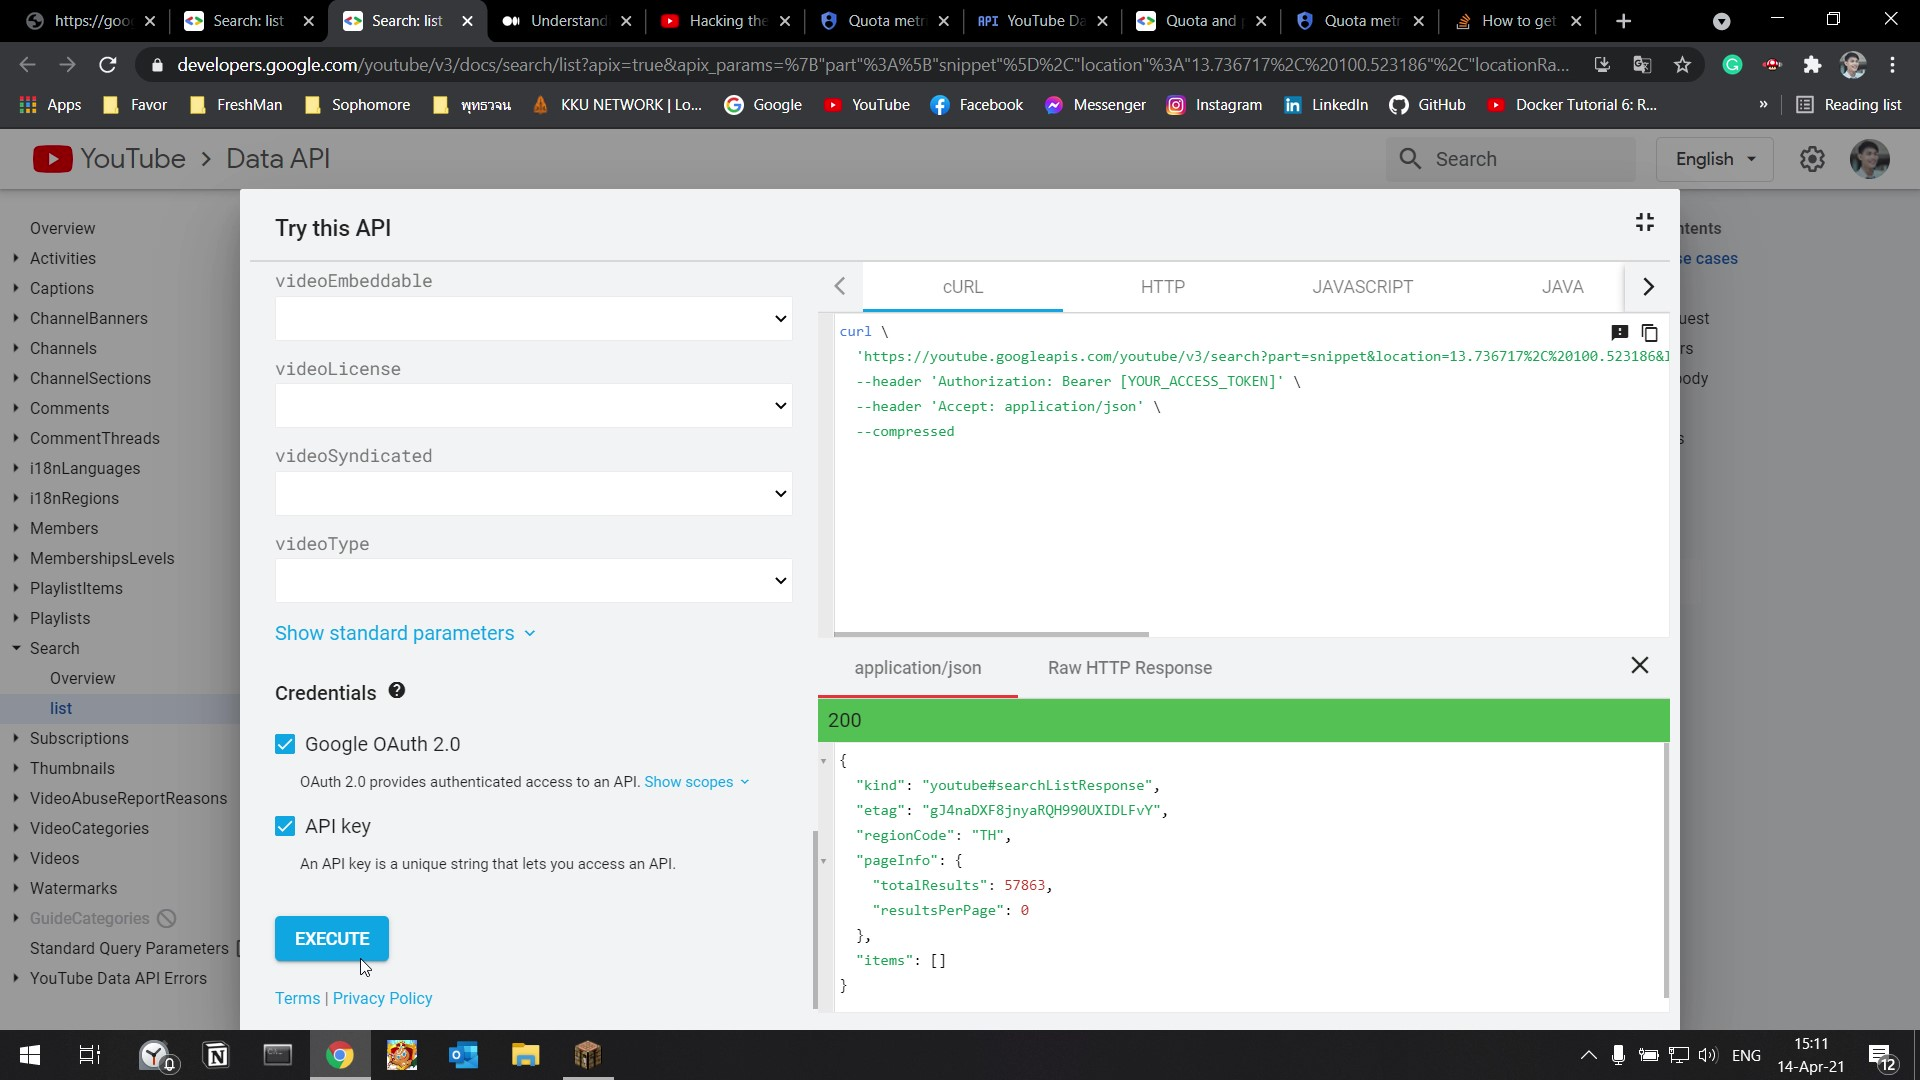 https://goo
Search: list
Search: list
Understand
Hacking the
Quota metr
API YouTube Da
Quota and
Quota metr
How to get
developers.google.com/youtube/v3/docs/search/list?apix=true&apix_params=%7B"part"%3A%5B"snippet"%5D%2C"location"%3A"13.736717%2C%20100.523186"%2C"locationRa...
Apps
Favor
FreshMan
Sophomore
พุทธวจน
KKU NETWORK | Lo...
Google
YouTube
Facebook
Messenger
Instagram
LinkedIn
GitHub
Docker Tutorial 6: R...
»
Reading list
YouTube > Data API
Search
English
Overview
Activities
Captions
ChannelBanners
Channels
ChannelSections
Comments
CommentThreads
i18nLanguages
i18nRegions
Members
MembershipsLevels
PlaylistItems
Playlists
Search
Overview
list
Subscriptions
Thumbnails
VideoAbuseReportReasons
VideoCategories
Videos
Watermarks
GuideCategories
Standard Query Parameters
YouTube Data API Errors
Try this API
videoEmbeddable
videoLicense
videoSyndicated
videoType
Show standard parameters
Credentials
Google OAuth 2.0
OAuth 2.0 provides authenticated access to an API. Show scopes
API key
An API key is a unique string that lets you access an API.
EXECUTE
Terms | Privacy Policy
cURL
HTTP
JAVASCRIPT
JAVA
curl \
'https://youtube.googleapis.com/youtube/v3/search?part=snippet&location=13.736717%2C%20100.523186&l
--header 'Authorization: Bearer [YOUR_ACCESS_TOKEN]' \
--header 'Accept: application/json' \
--compressed
application/json
Raw HTTP Response
200
{
"kind": "youtube#searchListResponse",
"etag": "gJ4naDXF8jnyaRQH990UXIDLFvY",
"regionCode": "TH",
"pageInfo": {
"totalResults": 57863,
"resultsPerPage": 0
},
"items": []
}
ntents
se cases
uest
rs
ody
s
ENG
15:11
14-Apr-21
12